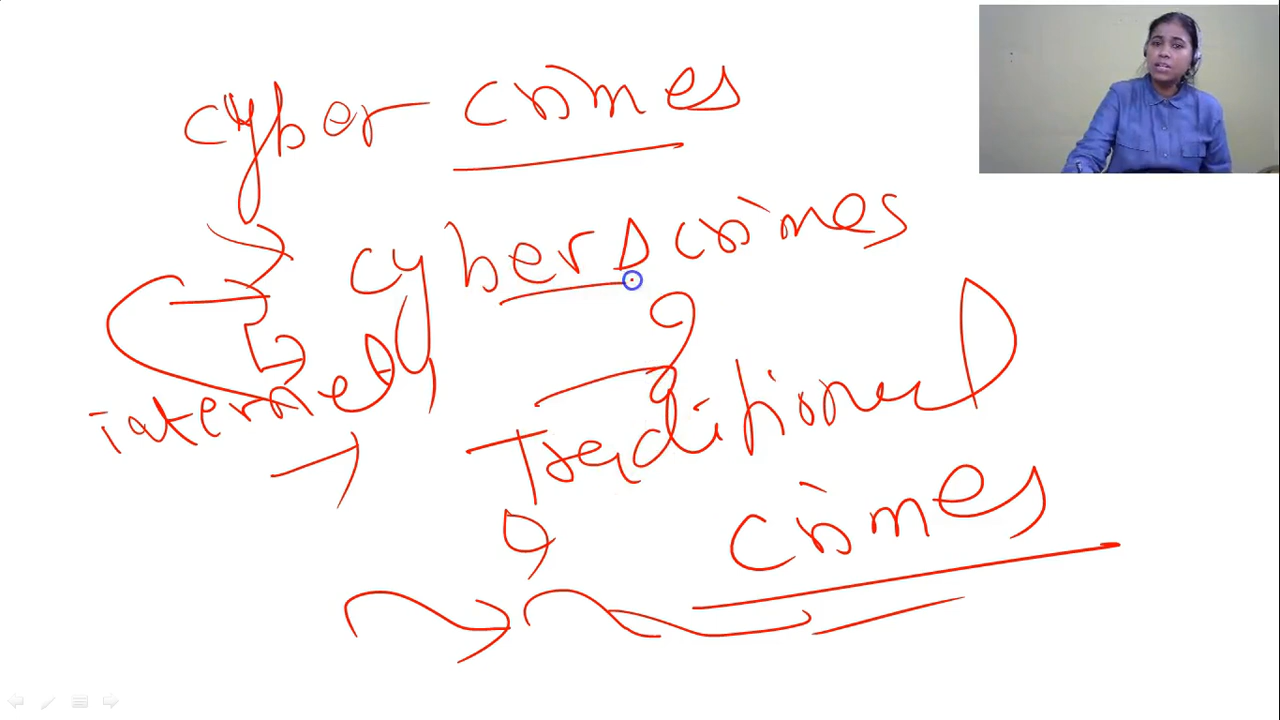 cyber crimes
cybers crimes
internet
Traditional
crimes